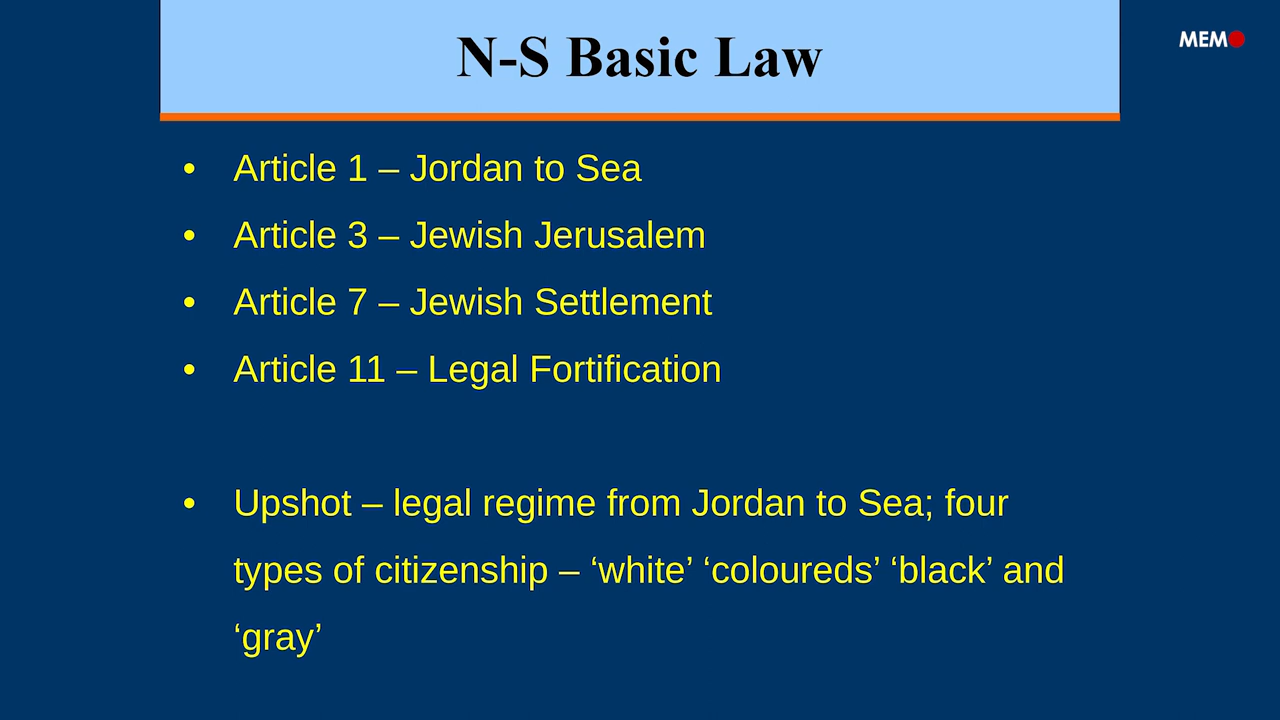 N-S Basic Law
MEMO
• Article 1 – Jordan to Sea
• Article 3 – Jewish Jerusalem
• Article 7 – Jewish Settlement
• Article 11 – Legal Fortification
• Upshot – legal regime from Jordan to Sea; four
types of citizenship – ‘white’ ‘coloureds’ ‘black’ and
‘gray’